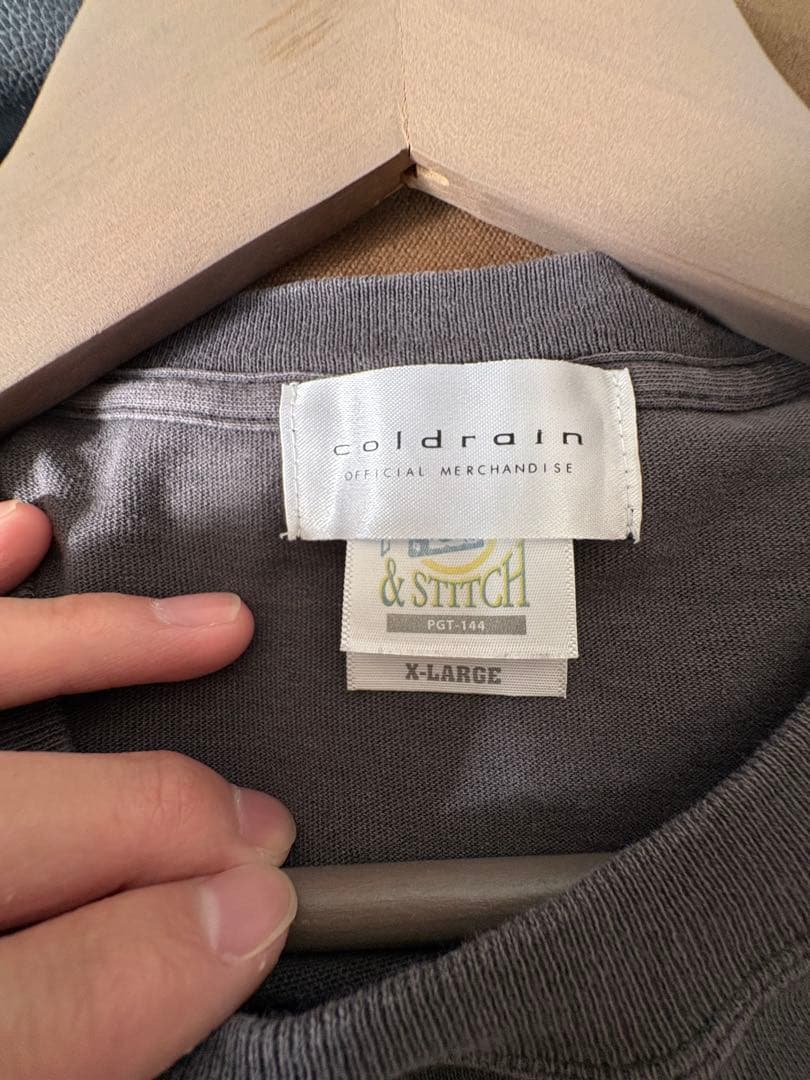 coldrain
OFFICIAL MERCHANDISE
& STITCH
PGT-144
X-LARGE